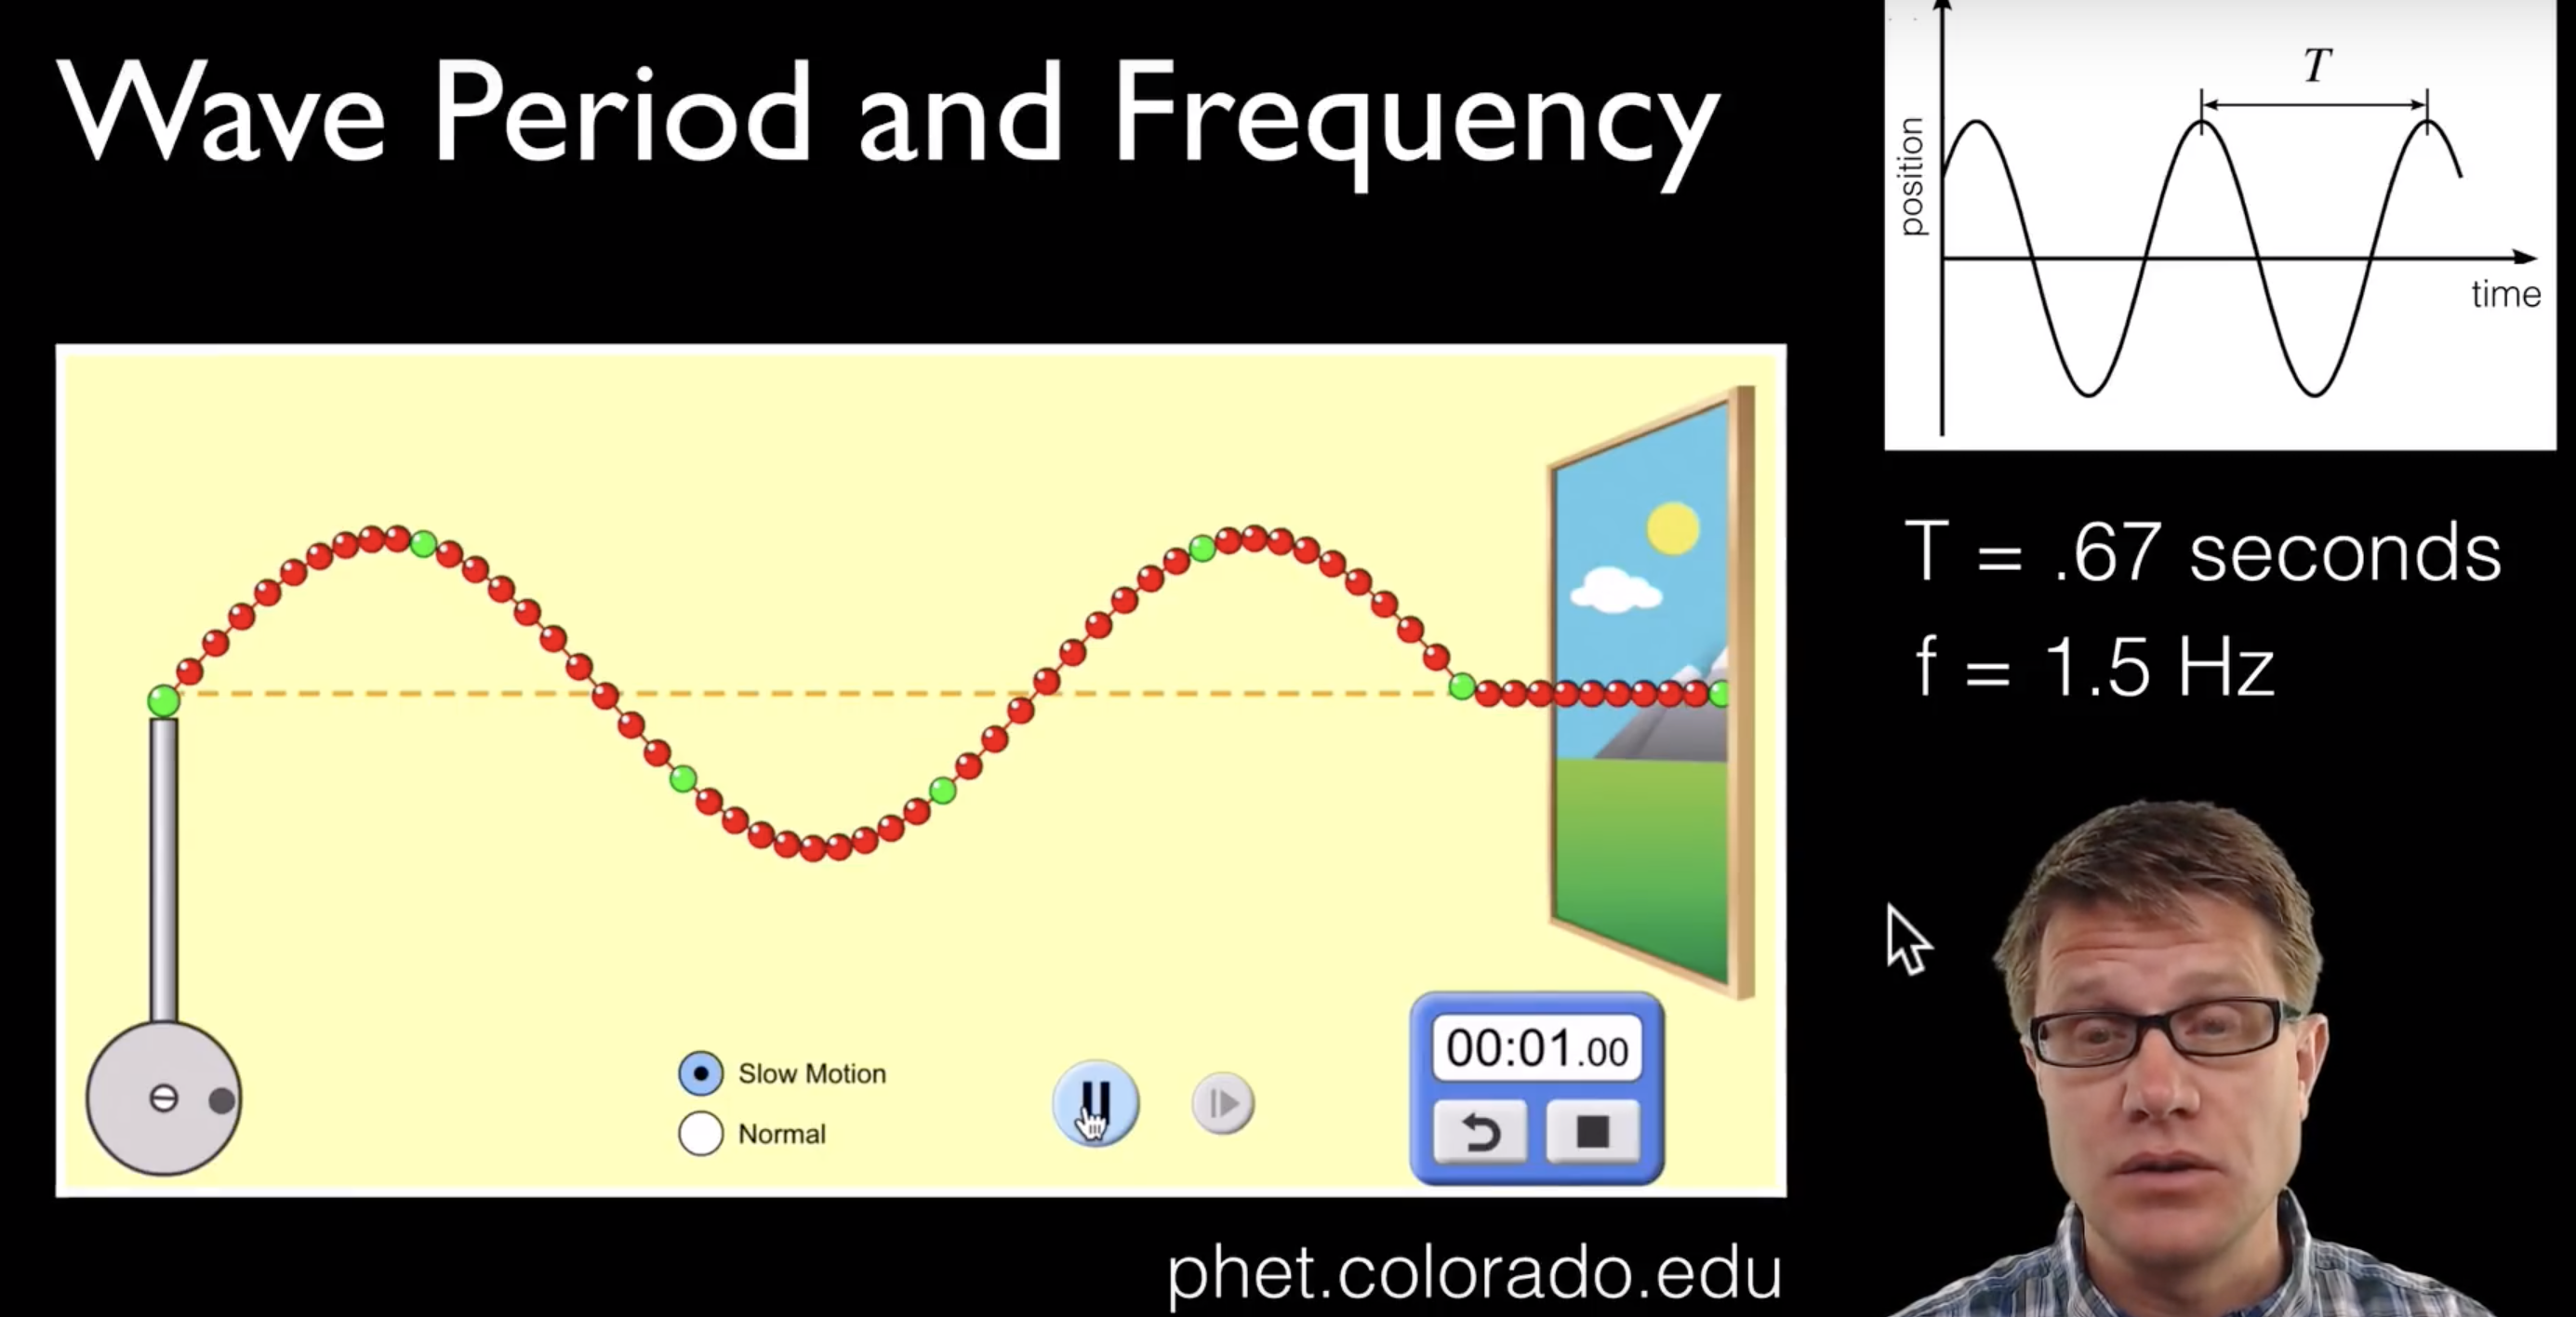 Wave Period and Frequency
T
position
time
T = .67 seconds
f = 1.5 Hz
Slow Motion
Normal
00:01.00
phet.colorado.edu